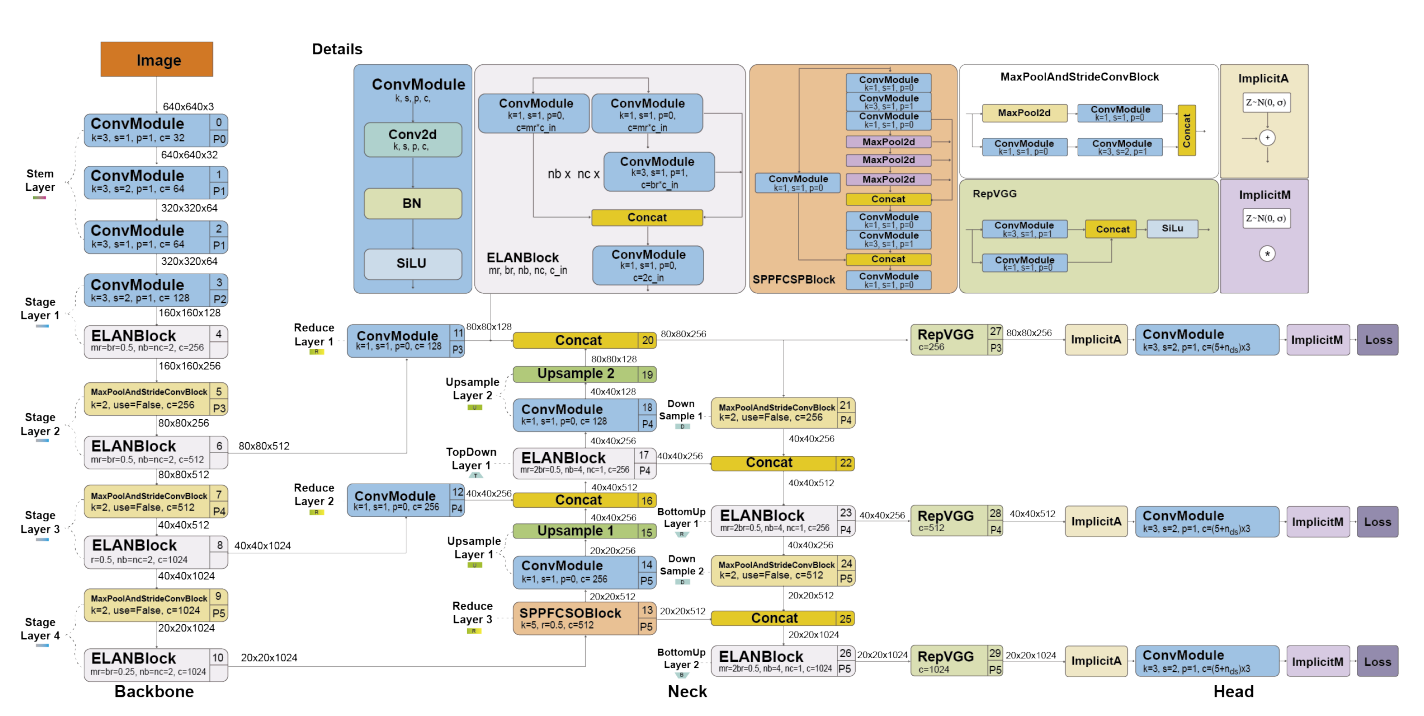 Details
Image
640x640x3
ConvModule 0
k=3, s=1, p=1, c= 32 P0
640x640x32
ConvModule 1
k=3, s=2, p=1, c= 64 P1
320x320x64
ConvModule 2
k=3, s=1, p=1, c= 64 P1
320x320x64
Stem
Layer
ConvModule 3
k=3, s=2, p=1, c= 128 P2
160x160x128
ELANBlock 4
mr=br=0.5, nb=nc=2, c=256
160x160x256
Stage
Layer 1
MaxPoolAndStrideConvBlock 5
k=2, use=False, c=256 P3
80x80x256
ELANBlock 6
mr=br=0.5, nb=nc=2, c=512
80x80x512
80x80x512
Stage
Layer 2
MaxPoolAndStrideConvBlock 7
k=2, use=False, c=512 P4
40x40x512
ELANBlock 8
r=0.5, nb=nc=2, c=1024
40x40x1024
40x40x1024
Stage
Layer 3
MaxPoolAndStrideConvBlock 9
k=2, use=False, c=1024 P5
20x20x1024
ELANBlock 10
mr=br=0.25, nb=nc=2, c=1024
20x20x1024
Stage
Layer 4
Backbone
ConvModule
k, s, p, c,
Conv2d
k, s, p, c,
BN
SiLU
ConvModule
k=1, s=1, p=0,
c=mr*c_in
ConvModule
k=1, s=1, p=0,
c=mr*c_in
nb x nc x
ConvModule
k=3, s=1, p=1,
c=br*c_in
Concat
ELANBlock
mr, br, nb, nc, c_in
ConvModule
k=1, s=1, p=0,
c=2c_in
ConvModule
k=1, s=1, p=0
ConvModule
k=3, s=1, p=1
ConvModule
k=1, s=1, p=0
MaxPool2d
MaxPool2d
MaxPool2d
ConvModule
k=1, s=1, p=0
Concat
ConvModule
k=1, s=1, p=0
ConvModule
k=3, s=1, p=1
Concat
ConvModule
k=1, s=1, p=0
SPPFCSPBlock
MaxPoolAndStrideConvBlock
MaxPool2d
ConvModule
k=1, s=1, p=0
ConvModule
k=1, s=1, p=0
ConvModule
k=3, s=2, p=1
Concat
RepVGG
ConvModule
k=3, s=1, p=1
ConvModule
k=1, s=1, p=0
Concat
SiLu
ImplicitA
Z~N(0, σ)
+
ImplicitM
Z~N(0, σ)
*
Reduce
Layer 1
R
ConvModule 11
k=1, s=1, p=0, c= 128 P3
80x80x128
Concat 20
80x80x256
80x80x128
Upsample 2 19
Upsample
Layer 2
U
40x40x128
ConvModule 18
k=1, s=1, p=0, c= 128 P4
40x40x256
TopDown
Layer 1
T
ELANBlock 17
mr=2br=0.5, nb=4, nc=1, c=256 P4
40x40x256
40x40x512
Reduce
Layer 2
R
ConvModule 12
k=1, s=1, p=0, c= 256 P4
40x40x256
Concat 16
40x40x256
Upsample 1 15
Upsample
Layer 1
U
20x20x256
ConvModule 14
k=1, s=1, p=0, c= 256 P5
20x20x512
Reduce
Layer 3
R
SPPFCSOBlock 13
k=5, r=0.5, c=512 P5
20x20x512
Down
Sample 1
D
MaxPoolAndStrideConvBlock 21
k=2, use=False, c=256 P4
40x40x256
Concat 22
40x40x512
BottomUp
Layer 1
R
ELANBlock 23
mr=2br=0.5, nb=4, nc=1, c=256 P4
40x40x256
40x40x256
Down
Sample 2
D
MaxPoolAndStrideConvBlock 24
k=2, use=False, c=512 P5
20x20x512
Concat 25
20x20x1024
BottomUp
Layer 2
B
ELANBlock 26
mr=2br=0.5, nb=4, nc=1, c=1024 P5
20x20x1024
Neck
RepVGG 27
c=256 P3
80x80x256
ImplicitA
ConvModule
k=3, s=2, p=1, c=(5+nds)x3
ImplicitM
Loss
RepVGG 28
c=512 P4
40x40x512
ImplicitA
ConvModule
k=3, s=2, p=1, c=(5+nds)x3
ImplicitM
Loss
RepVGG 29
c=1024 P5
20x20x1024
ImplicitA
ConvModule
k=3, s=2, p=1, c=(5+nds)x3
ImplicitM
Loss
Head